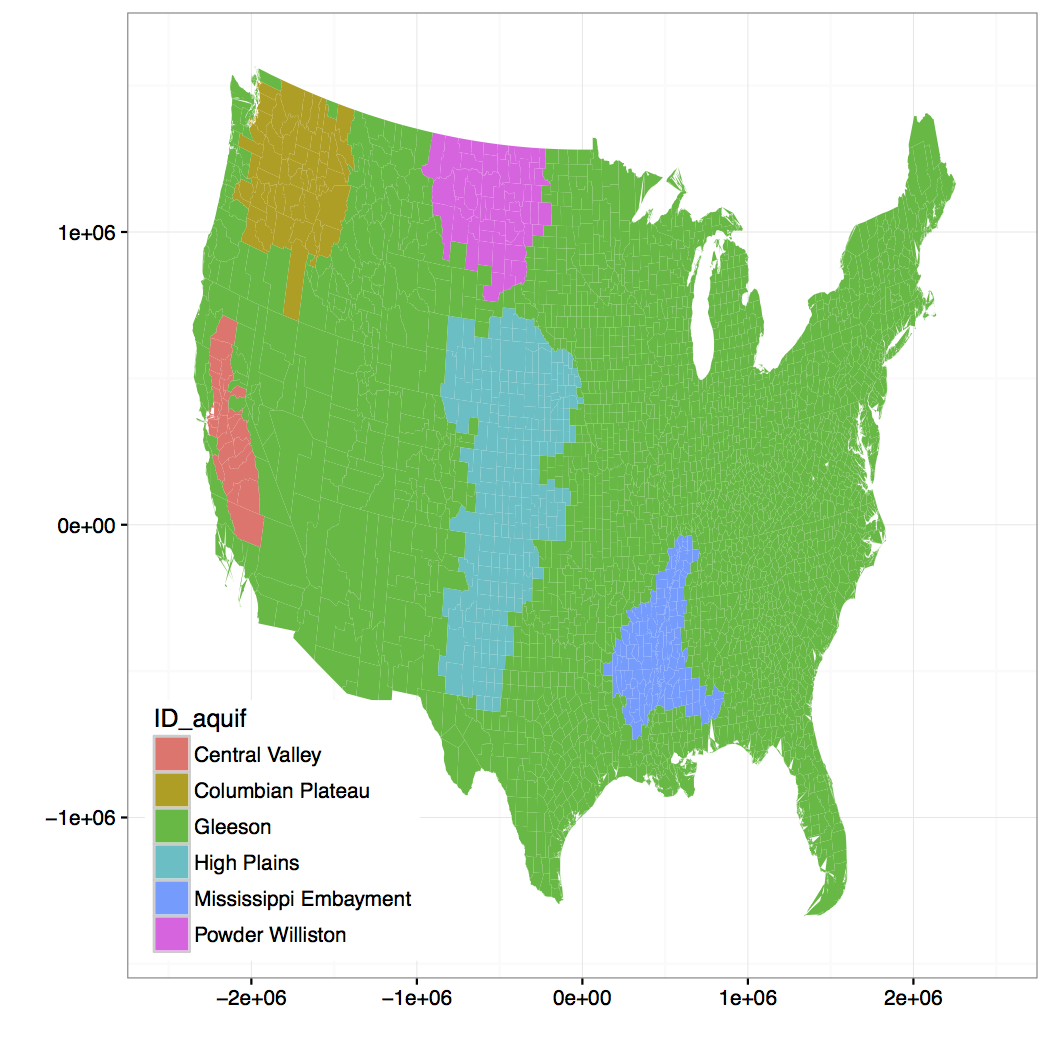 1e+06
0e+00
−1e+06
ID_aquif
Central Valley
Columbian Plateau
Gleeson
High Plains
Mississippi Embayment
Powder Williston
−2e+06 −1e+06 0e+00 1e+06 2e+06